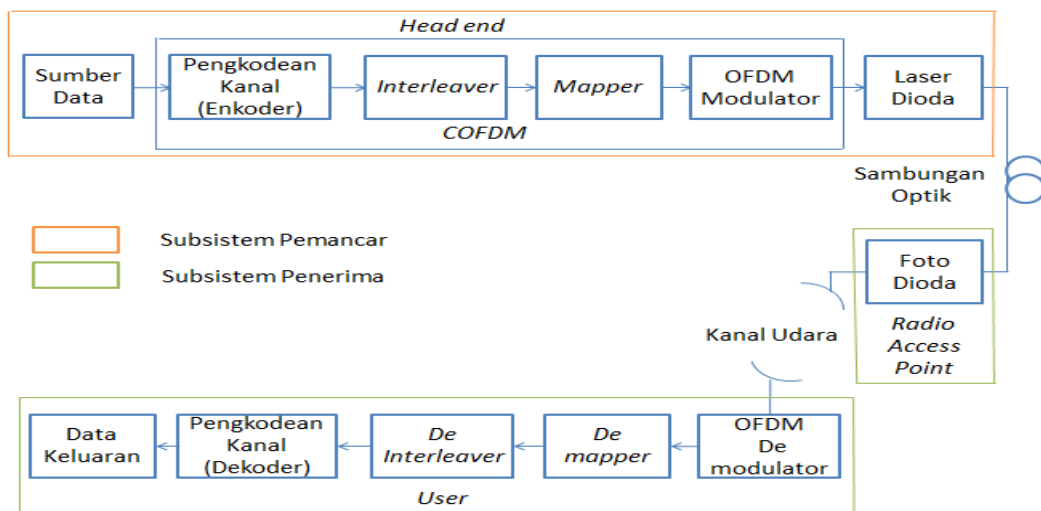 Head end
Sumber
Data
Pengkodean
Kanal
(Enkoder)
Interleaver
Mapper
OFDM
Modulator
Laser
Dioda
COFDM
Sambungan
Optik
Subsistem Pemancar
Subsistem Penerima
Foto
Dioda
Radio
Access
Point
Kanal Udara
Data
Keluaran
Pengkodean
Kanal
(Dekoder)
De
Interleaver
De
mapper
OFDM
De
modulator
User